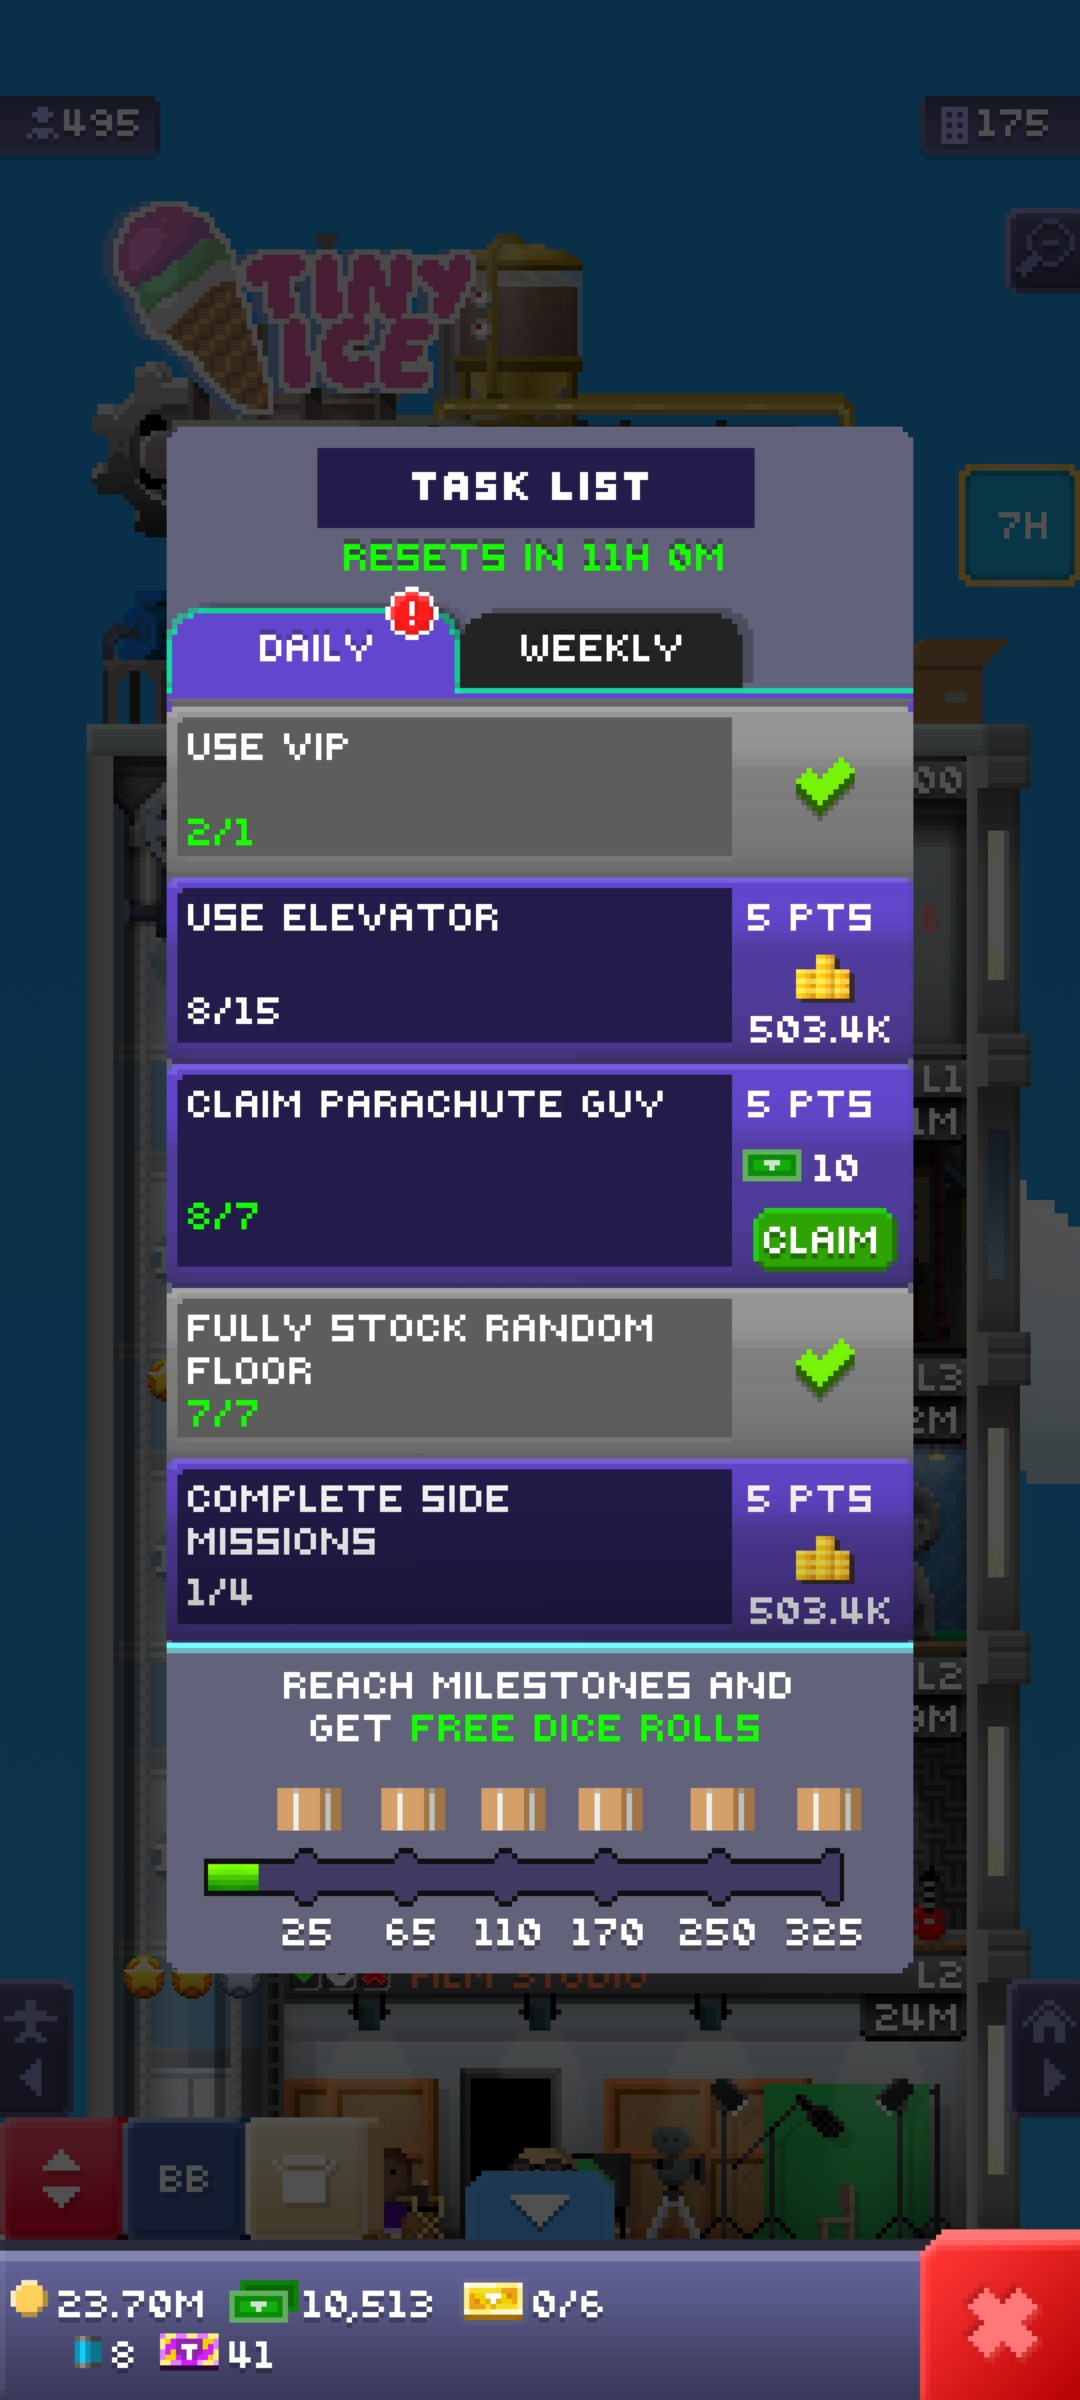 495
175
TINY
ICE
TASK LIST
RESETS IN 11H 0M
7H
DAILY
!
WEEKLY
USE VIP
2/1
00
USE ELEVATOR
5 PTS
B
8/15
503.4K
L1
CLAIM PARACHUTE GUY
5 PTS
1M
10
8/7
CLAIM
FULLY STOCK RANDOM
FLOOR
7/7
L3
2M
COMPLETE SIDE
MISSIONS
5 PTS
1/4
503.4K
REACH MILESTONES AND
GET FREE DICE ROLLS
L2
9M
25 65 110 170 250 325
FILM STUDIO
L2
24M
BB
23.70M 10,513 0/6
8 T 41